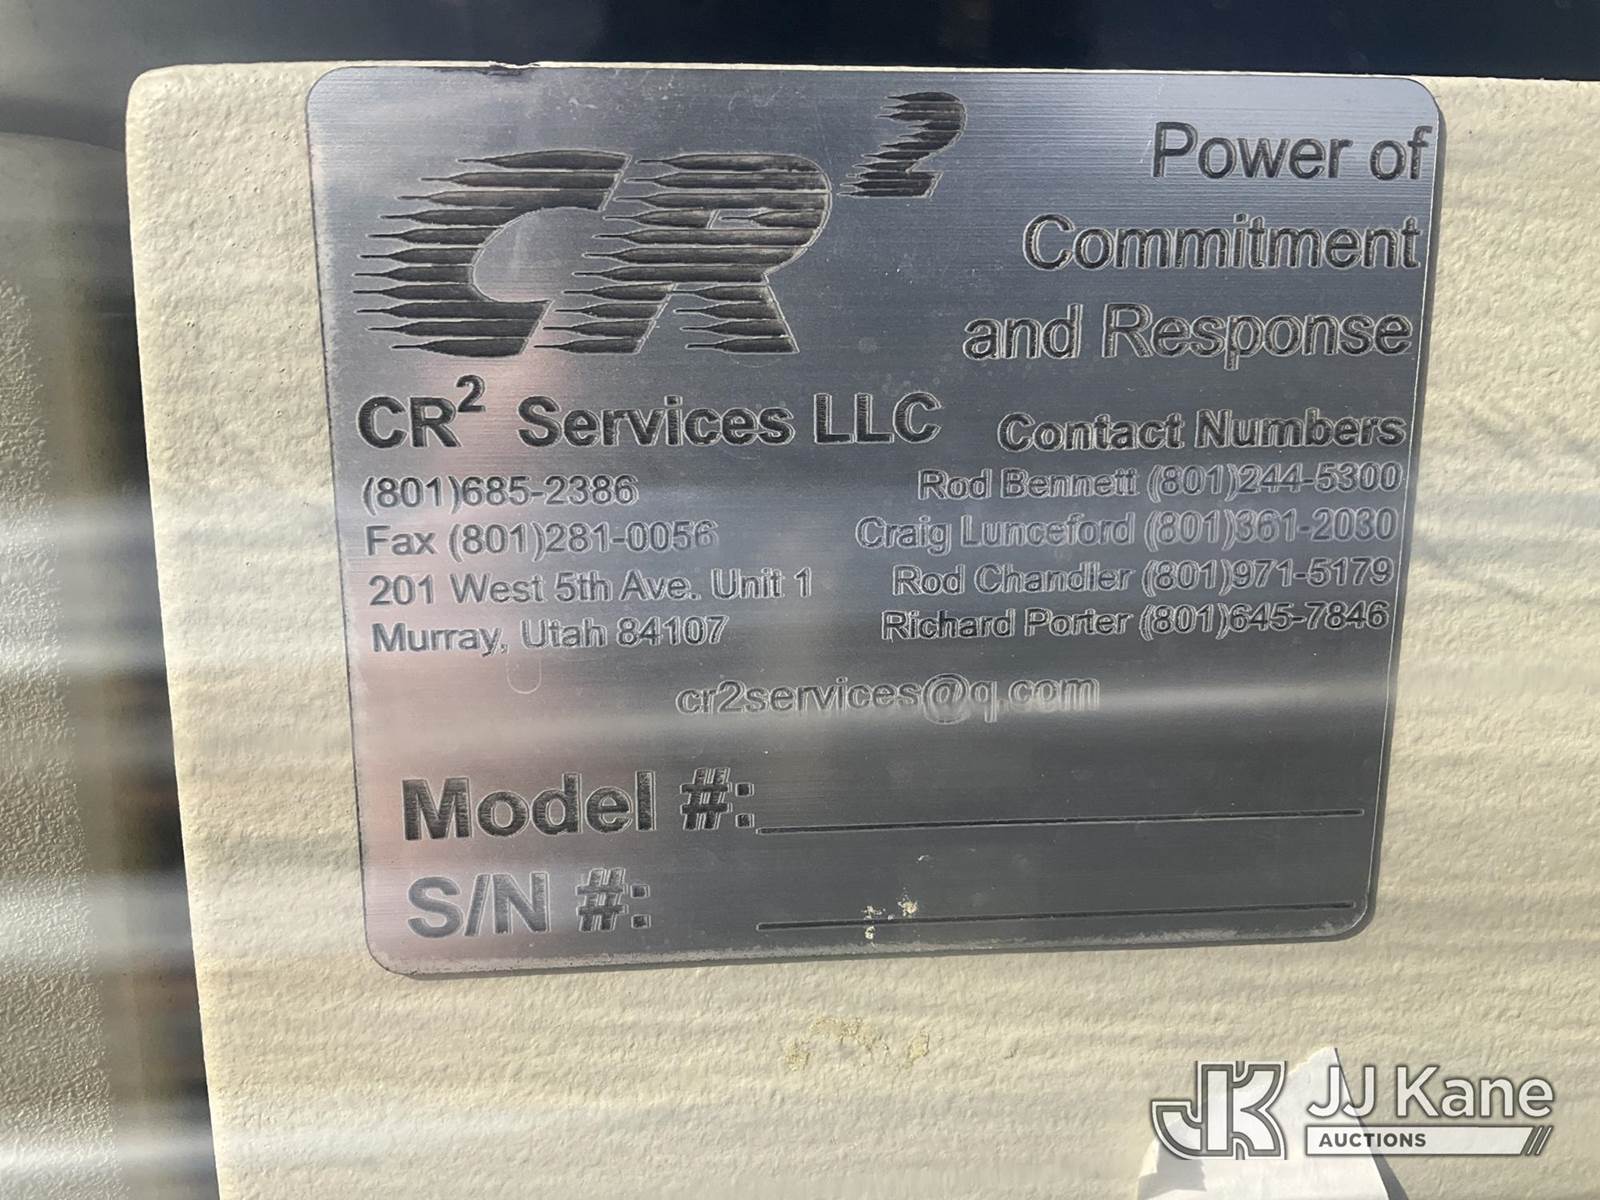 CR²
Power of
Commitment
and Response
CR² Services LLC
(801)685-2386
Fax (801)281-0056
201 West 5th Ave. Unit 1
Murray, Utah 84107
Contact Numbers
Rod Bennett (801)244-5300
Craig Lunceford (801)361-2030
Rod Chandler (801)971-5179
Richard Porter (801)645-7846
cr2services@q.com
Model #:
S/N #:
JK JJ Kane
AUCTIONS